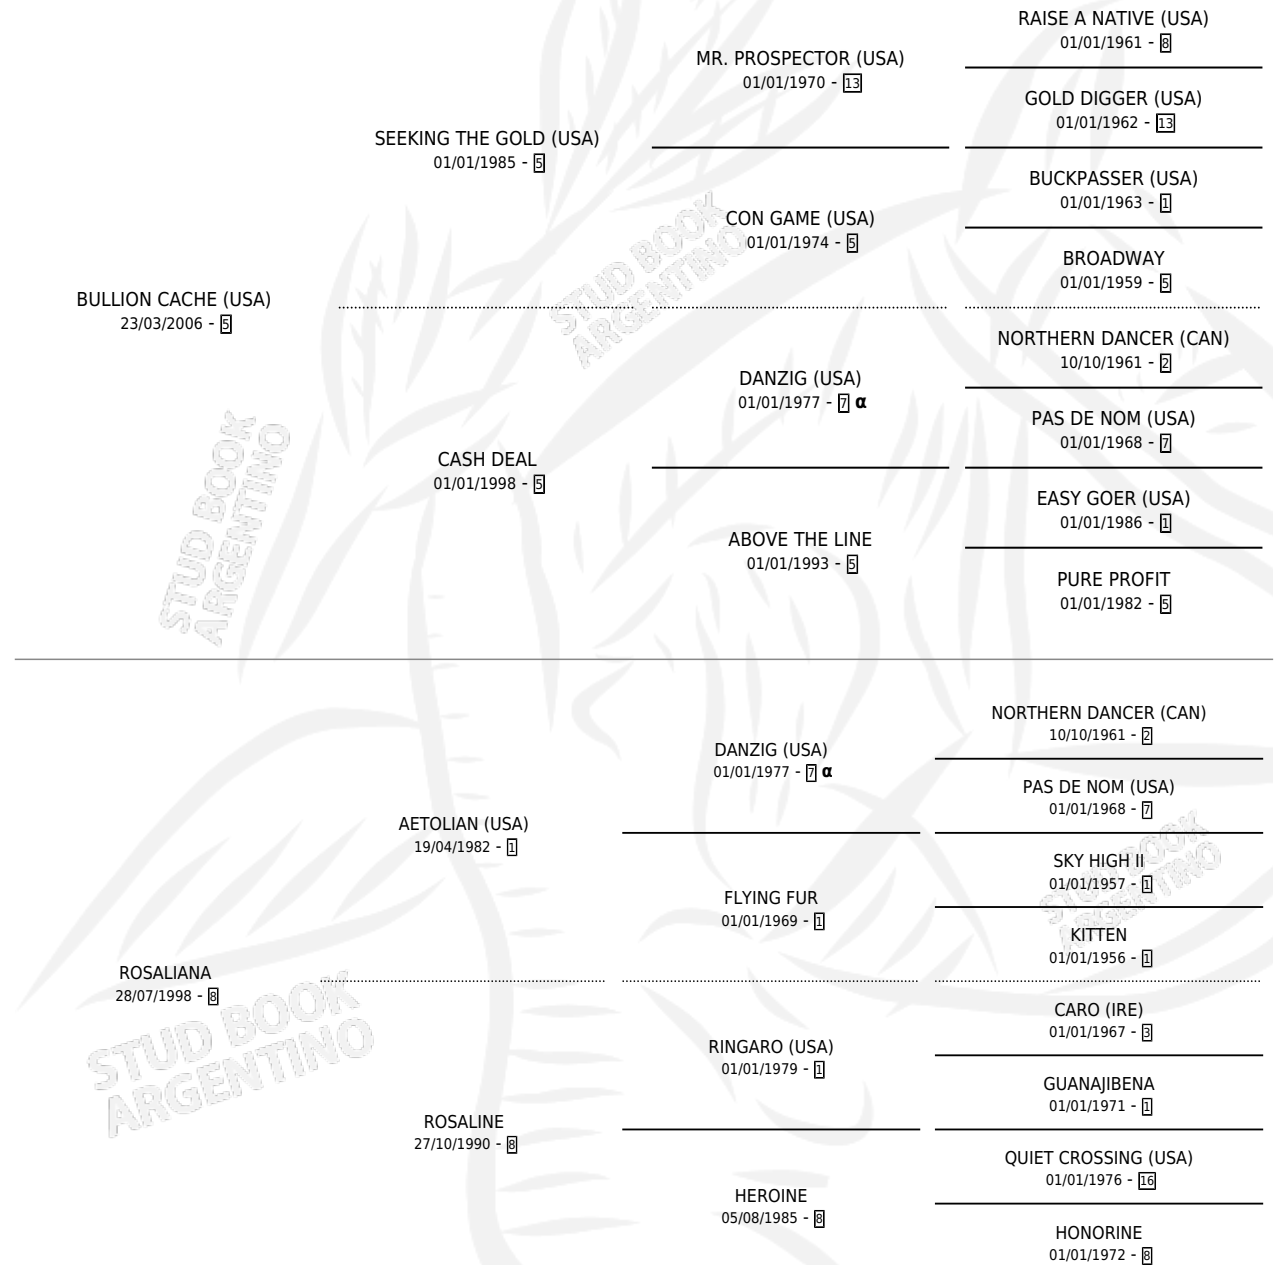 RAISE A NATIVE (USA)
01/01/1961 - 8
MR. PROSPECTOR (USA)
01/01/1970 - 13
GOLD DIGGER (USA)
01/01/1962 - 13
SEEKING THE GOLD (USA)
01/01/1985 - 5
BUCKPASSER (USA)
01/01/1963 - 1
CON GAME (USA)
01/01/1974 - 5
BROADWAY
01/01/1959 - 5
STUD BOOK
ARGENTINO
BULLION CACHE (USA)
23/03/2006 - 5
NORTHERN DANCER (CAN)
10/10/1961 - 2
DANZIG (USA)
01/01/1977 - 7 α
PAS DE NOM (USA)
01/01/1968 - 7
CASH DEAL
01/01/1998 - 5
EASY GOER (USA)
01/01/1986 - 1
ABOVE THE LINE
01/01/1993 - 5
PURE PROFIT
01/01/1982 - 5
STUD BOOK
ARGENTINO
NORTHERN DANCER (CAN)
10/10/1961 - 2
DANZIG (USA)
01/01/1977 - 7 α
PAS DE NOM (USA)
01/01/1968 - 7
AETOLIAN (USA)
19/04/1982 - 1
SKY HIGH II
01/01/1957 - 1
FLYING FUR
01/01/1969 - 1
KITTEN
01/01/1956 - 1
STUD BOOK
ARGENTINO
ROSALIANA
28/07/1998 - 8
CARO (IRE)
01/01/1967 - 3
RINGARO (USA)
01/01/1979 - 1
GUANAJIBENA
01/01/1971 - 1
STUD BOOK
ARGENTINO
ROSALINE
27/10/1990 - 8
QUIET CROSSING (USA)
01/01/1976 - 16
HEROINE
05/08/1985 - 8
HONORINE
01/01/1972 - 8